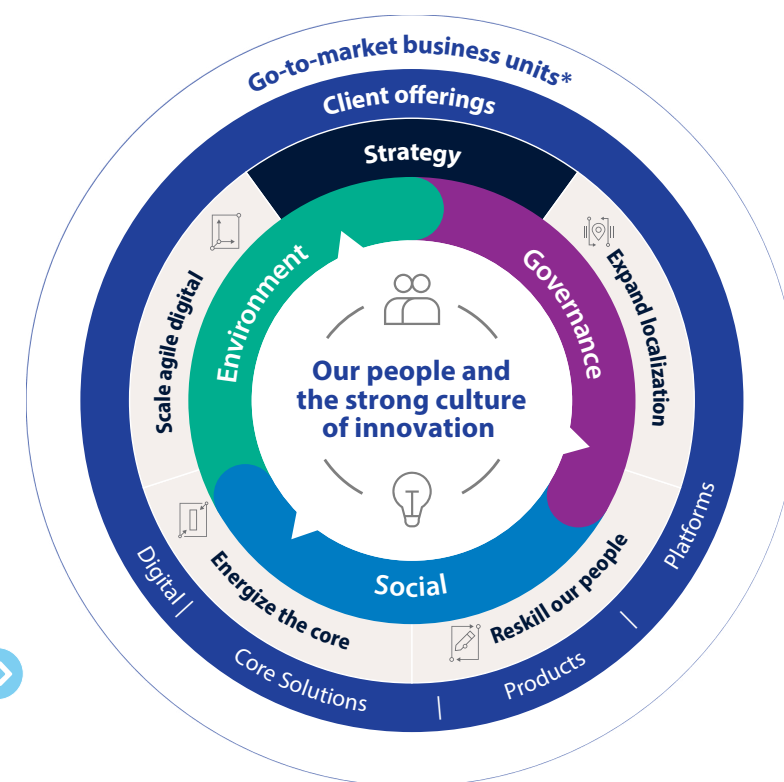 Go-to-market business units*
Client offerings
Strategy
Environment
Governance
Scale agile digital
Expand localization
Our people and
the strong culture
of innovation
Energize the core
Social
Reskill our people
Digital |
Core Solutions
|
Products
|
Platforms